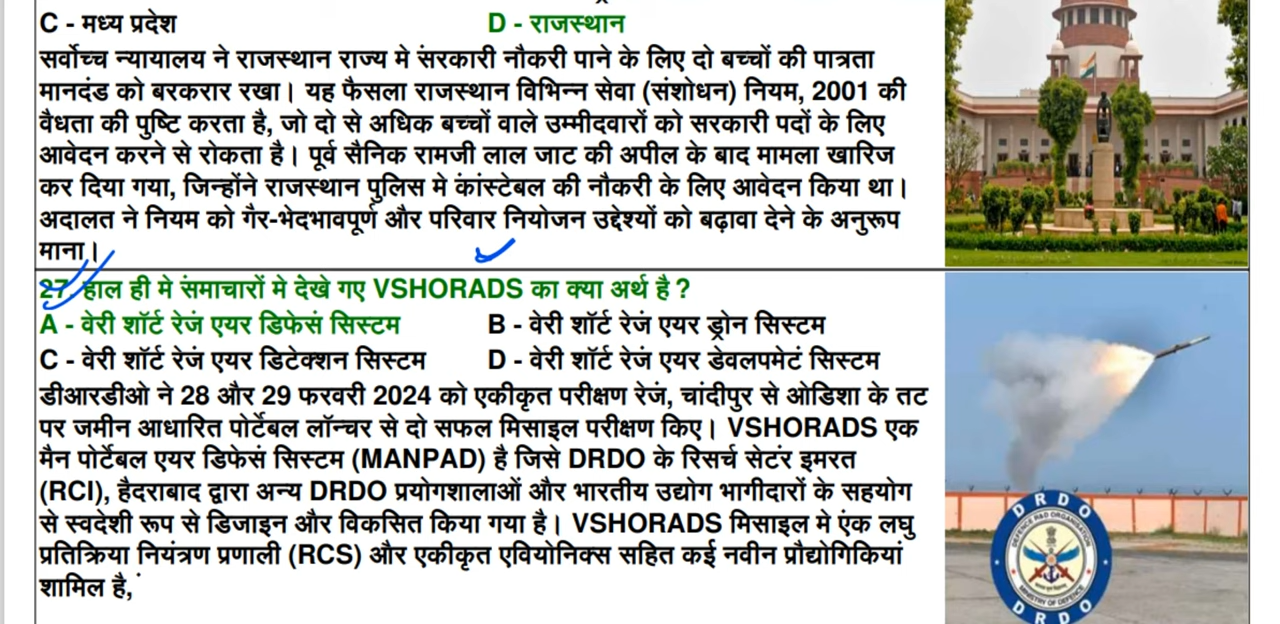 C - मध्य प्रदेश
D - राजस्थान
सर्वोच्च न्यायालय ने राजस्थान राज्य मे संरकारी नौकरी पाने के लिए दो बच्चों की पात्रता
मानदंड को बरकरार रखा। यह फैसला राजस्थान विभिन्न सेवा (संशोधन) नियम, 2001 की
वैधता की पुष्टि करता है, जो दो से अधिक बच्चों वाले उम्मीदवारों को सरकारी पदों के लिए
आवेदन करने से रोकता है। पूर्व सैनिक रामजी लाल जाट की अपील के बाद मामला खारिज
कर दिया गया, जिन्होंने राजस्थान पुलिस मे कांस्टेबल की नौकरी के लिए आवेदन किया था।
अदालत ने नियम को गैर-भेदभावपूर्ण और परिवार नियोजन उद्देश्यों को बढ़ावा देने के अनुरूप
माना।
27. हाल ही मे संमाचारों मे देखे गए VSHORADS का क्या अर्थ है ?
A - वेरी शॉर्ट रेजं एयर डिफेसं सिस्टम
B - वेरी शॉर्ट रेजं एयर ड्रोन सिस्टम
C - वेरी शॉर्ट रेजं एयर डिटेक्शन सिस्टम
D - वेरी शॉर्ट रेजं एयर डेवलपमेटं सिस्टम
डीआरडीओ ने 28 और 29 फरवरी 2024 को एकीकृत परीक्षण रेजं, चांदीपुर से ओडिशा के तट
पर जमीन आधारित पोर्टेबल लॉन्चर से दो सफल मिसाइल परीक्षण किए। VSHORADS एक
मैन पोर्टेबल एयर डिफेसं सिस्टम (MANPAD) है जिसे DRDO के रिसर्च सेटंर इमरत
(RCI), हैदराबाद द्वारा अन्य DRDO प्रयोगशालाओं और भारतीय उद्योग भागीदारों के सहयोग
से स्वदेशी रूप से डिजाइन और विकसित किया गया है। VSHORADS मिसाइल मे एंक लघु
प्रतिक्रिया नियंत्रण प्रणाली (RCS) और एकीकृत एवियोनिक्स सहित कई नवीन प्रौद्योगिकियां
शामिल है,
DRDO
DEFENCE R&D ORGANISATION
MINISTRY OF DEFENCE
DRDO